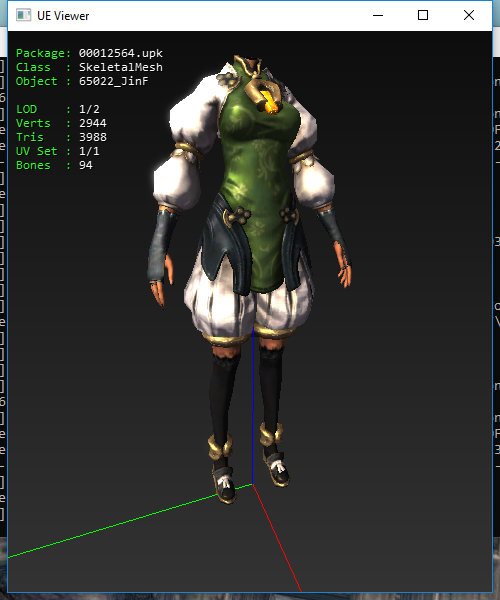 UE Viewer
Package: 00012564.upk
Class : SkeletalMesh
Object : 65022_JinF
LOD : 1/2
Verts : 2944
Tris : 3988
UV Set : 1/1
Bones : 94